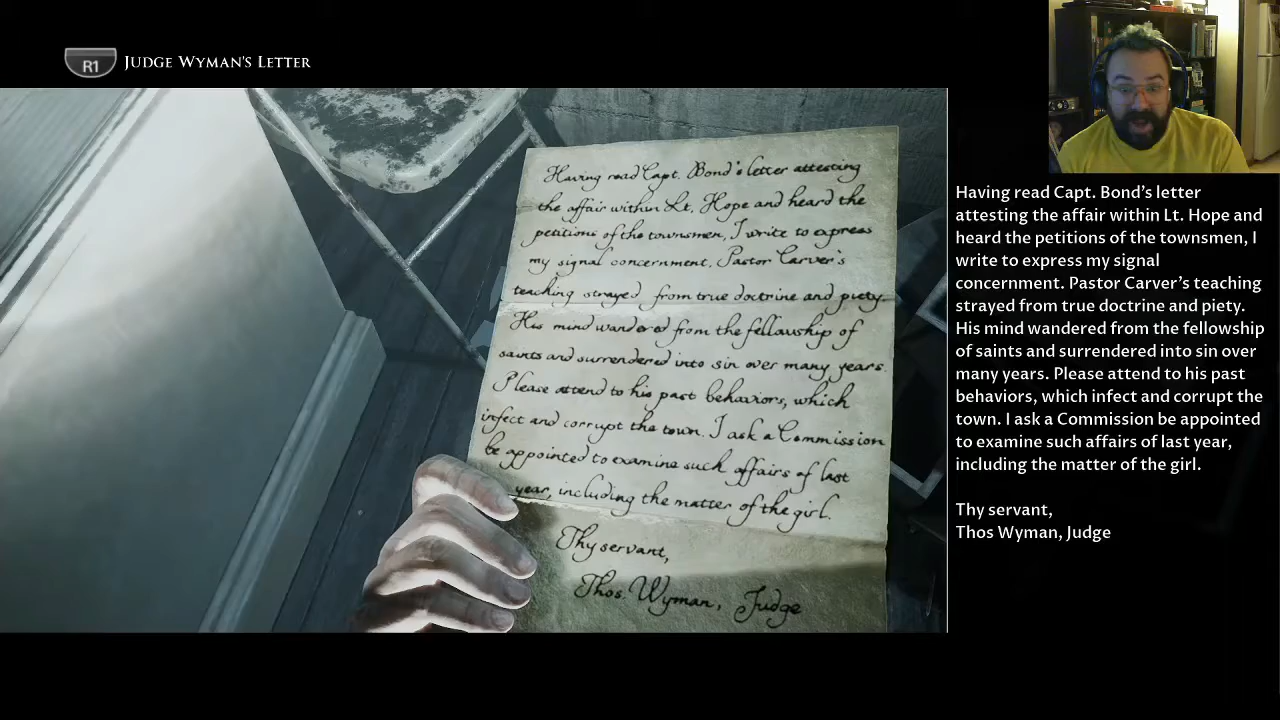 R1 JUDGE WYMAN'S LETTER
Having read Capt. Bond's letter attesting
the affair within Lt. Hope and heard the
petitions of the townsmen, I write to express
my signal concernment. Pastor Carver's
teaching strayed from true doctrine and piety.
His mind wandered from the fellowship of
saints and surrendered into sin over many years.
Please attend to his past behaviors, which
infect and corrupt the town. I ask a Commission
be appointed to examine such affairs of last
year, including the matter of the girl.
Thy servant,
Thos. Wyman, Judge
Having read Capt. Bond's letter
attesting the affair within Lt. Hope and
heard the petitions of the townsmen, I
write to express my signal
concernment. Pastor Carver's teaching
strayed from true doctrine and piety.
His mind wandered from the fellowship
of saints and surrendered into sin over
many years. Please attend to his past
behaviors, which infect and corrupt the
town. I ask a Commission be appointed
to examine such affairs of last year,
including the matter of the girl.
Thy servant,
Thos Wyman, Judge